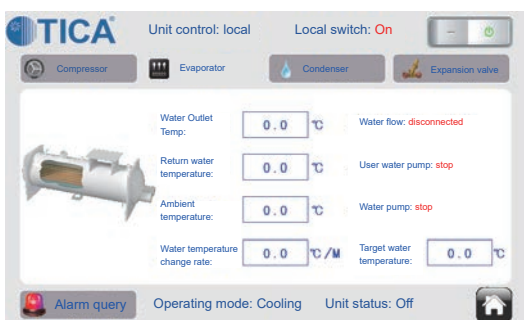 TICA Unit control: local Local switch: On
Compressor Evaporator Condenser Expansion valve
Water Outlet
Temp: 0.0 ℃ Water flow: disconnected
Return water
temperature: 0.0 ℃ User water pump: stop
Ambient
temperature: 0.0 ℃ Water pump: stop
Water temperature
change rate: 0.0 ℃/M
Target water
temperature: 0.0 ℃
Alarm query Operating mode: Cooling Unit status: Off